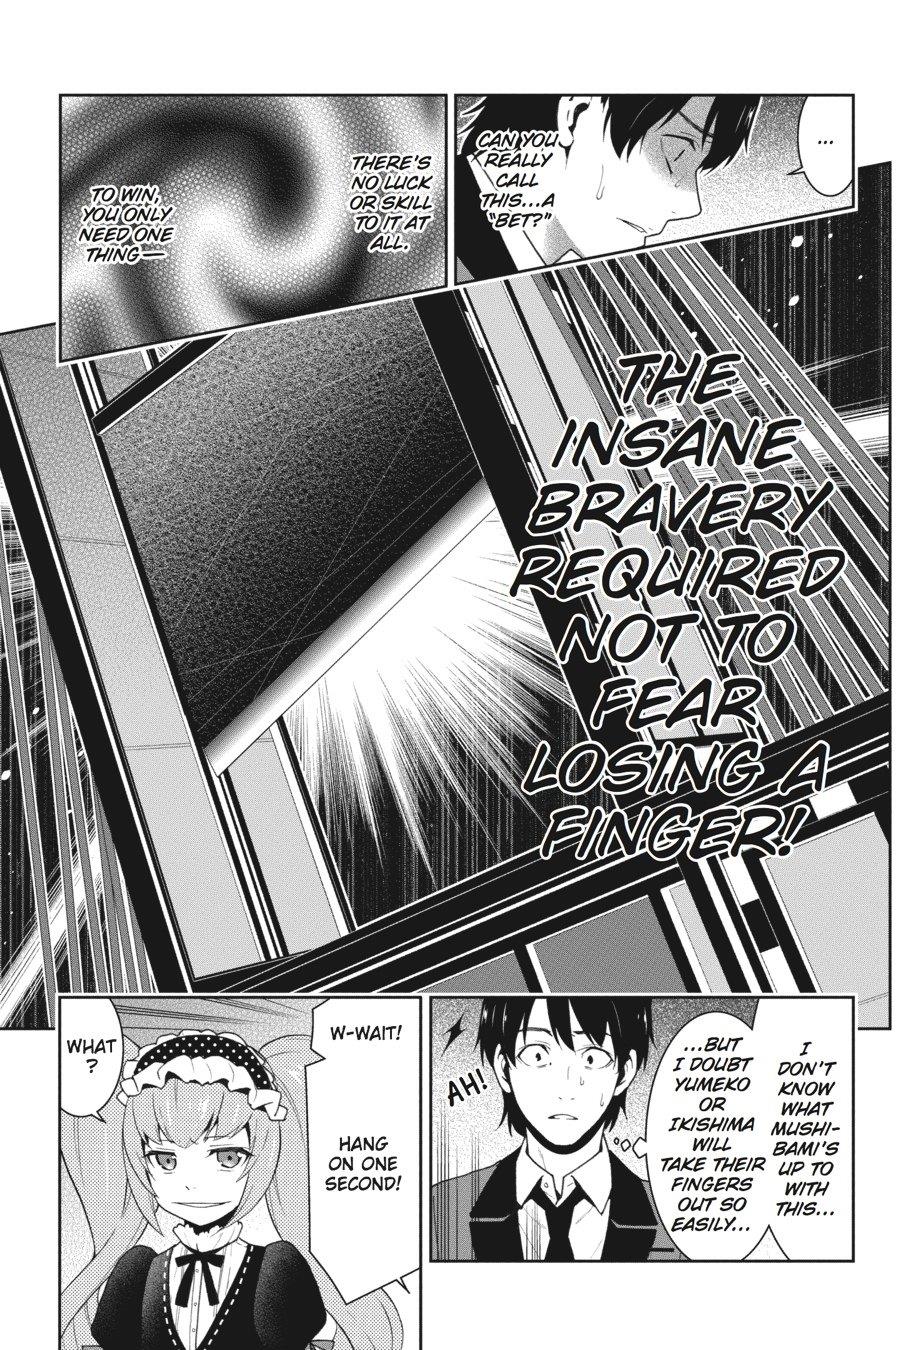 ...
CAN YOU
REALLY
CALL
THIS...A
"BET?"
THERE'S
NO LUCK
OR SKILL
TO IT AT
ALL.
TO WIN,
YOU ONLY
NEED ONE
THING—
THE
INSANE
BRAVERY
REQUIRED
NOT TO
FEAR
LOSING A
FINGER!
I
DON'T
KNOW
WHAT
MUSHI-
BAMI'S
UP TO
WITH
THIS...
...BUT
I DOUBT
YUMEKO
OR
IKISHIMA
WILL
TAKE THEIR
FINGERS
OUT SO
EASILY...
AH!
W-WAIT!
HANG
ON ONE
SECOND!
WHAT
?